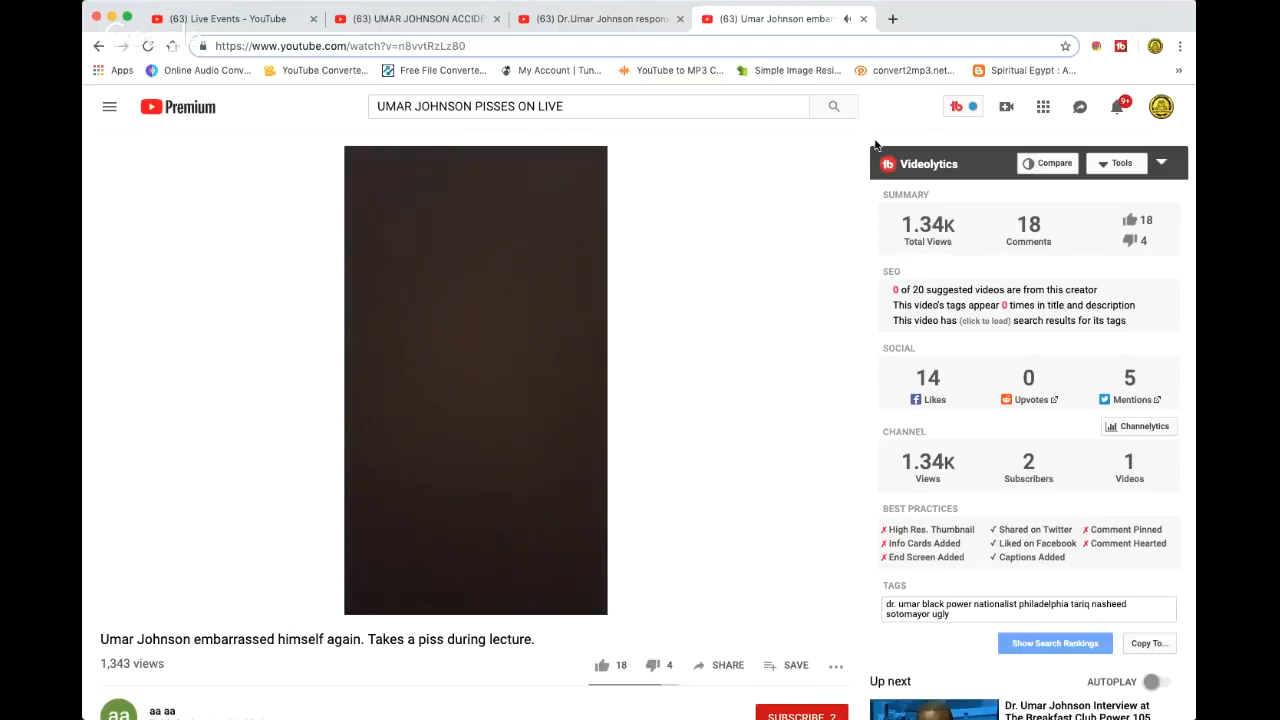 (63) Live Events - YouTube
(63) UMAR JOHNSON ACCIDE
(63) Dr.Umar Johnson respon
(63) Umar Johnson embar
https://www.youtube.com/watch?v=n8vvtRzLz80
Apps
Online Audio Conv...
YouTube Converte...
Free File Converte...
My Account | Tun...
YouTube to MP3 C...
Simple Image Resi...
convert2mp3.net...
Spiritual Egypt : A...
Premium
UMAR JOHNSON PISSES ON LIVE
9+
Videolytics
Compare
Tools
SUMMARY
1.34K
Total Views
18
Comments
18
4
SEO
0 of 20 suggested videos are from this creator
This video's tags appear 0 times in title and description
This video has (click to load) search results for its tags
SOCIAL
14
Likes
0
Upvotes
5
Mentions
CHANNEL
Channelytics
1.34K
Views
2
Subscribers
1
Videos
BEST PRACTICES
✗ High Res. Thumbnail
✓ Shared on Twitter
✗ Comment Pinned
✗ Info Cards Added
✓ Liked on Facebook
✗ Comment Hearted
✗ End Screen Added
✓ Captions Added
TAGS
dr. umar black power nationalist philadelphia tariq nasheed
sotomayor ugly
Show Search Rankings
Copy To...
Umar Johnson embarrassed himself again. Takes a piss during lecture.
1,343 views
18
4
SHARE
SAVE
Up next
AUTOPLAY
aa
aa aa
SUBSCRIBE 2
Dr. Umar Johnson Interview at
The Breakfast Club Power 105